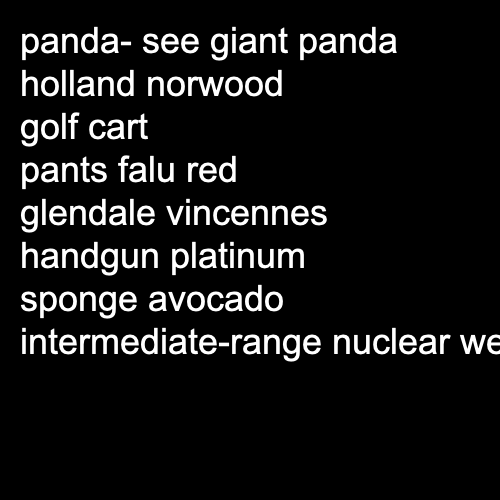 panda- see giant panda
holland norwood
golf cart
pants falu red
glendale vincennes
handgun platinum
sponge avocado
intermediate-range nuclear we